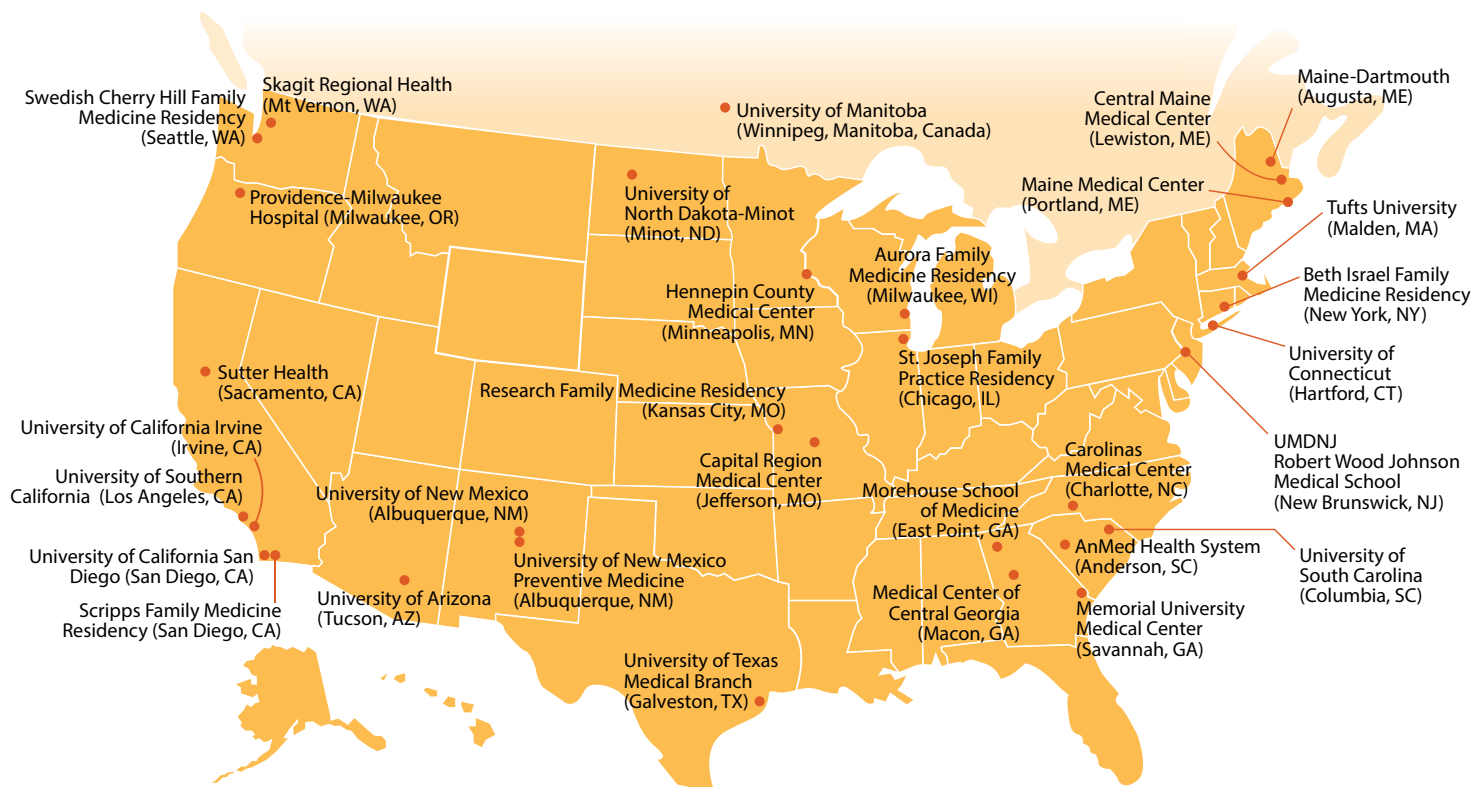 Skagit Regional Health
(Mt Vernon, WA)
Swedish Cherry Hill Family
Medicine Residency
(Seattle, WA)
Providence-Milwaukee
Hospital (Milwaukee, OR)
University of Manitoba
(Winnipeg, Manitoba, Canada)
University of
North Dakota-Minot
(Minot, ND)
Hennepin County
Medical Center
(Minneapolis, MN)
Aurora Family
Medicine Residency
(Milwaukee, WI)
St. Joseph Family
Practice Residency
(Chicago, IL)
Central Maine
Medical Center
(Lewiston, ME)
Maine-Dartmouth
(Augusta, ME)
Maine Medical Center
(Portland, ME)
Tufts University
(Malden, MA)
Beth Israel Family
Medicine Residency
(New York, NY)
University of
Connecticut
(Hartford, CT)
UMDNJ
Robert Wood Johnson
Medical School
(New Brunswick, NJ)
Sutter Health
(Sacramento, CA)
University of California Irvine
(Irvine, CA)
University of Southern
California (Los Angeles, CA)
University of California San
Diego (San Diego, CA)
Scripps Family Medicine
Residency (San Diego, CA)
University of Arizona
(Tucson, AZ)
University of New Mexico
(Albuquerque, NM)
University of New Mexico
Preventive Medicine
(Albuquerque, NM)
Research Family Medicine Residency
(Kansas City, MO)
Capital Region
Medical Center
(Jefferson, MO)
University of Texas
Medical Branch
(Galveston, TX)
Morehouse School
of Medicine
(East Point, GA)
Medical Center of
Central Georgia
(Macon, GA)
Carolinas
Medical Center
(Charlotte, NC)
AnMed Health System
(Anderson, SC)
Memorial University
Medical Center
(Savannah, GA)
University of
South Carolina
(Columbia, SC)